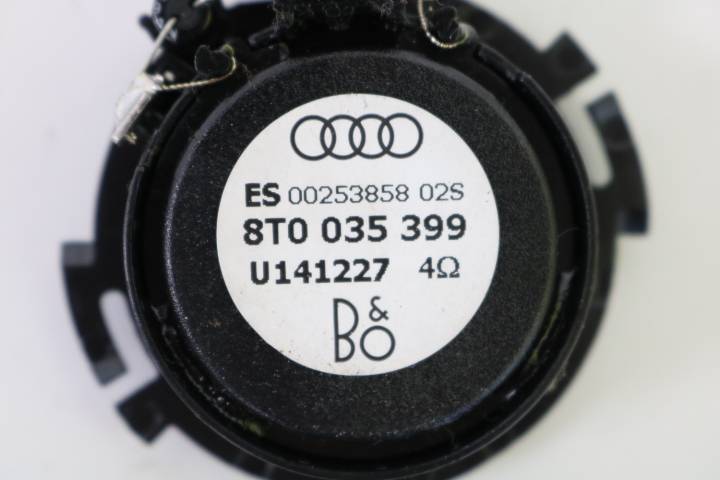 ES 00253858 02S
8T0 035 399
U141227 4Ω
B&O